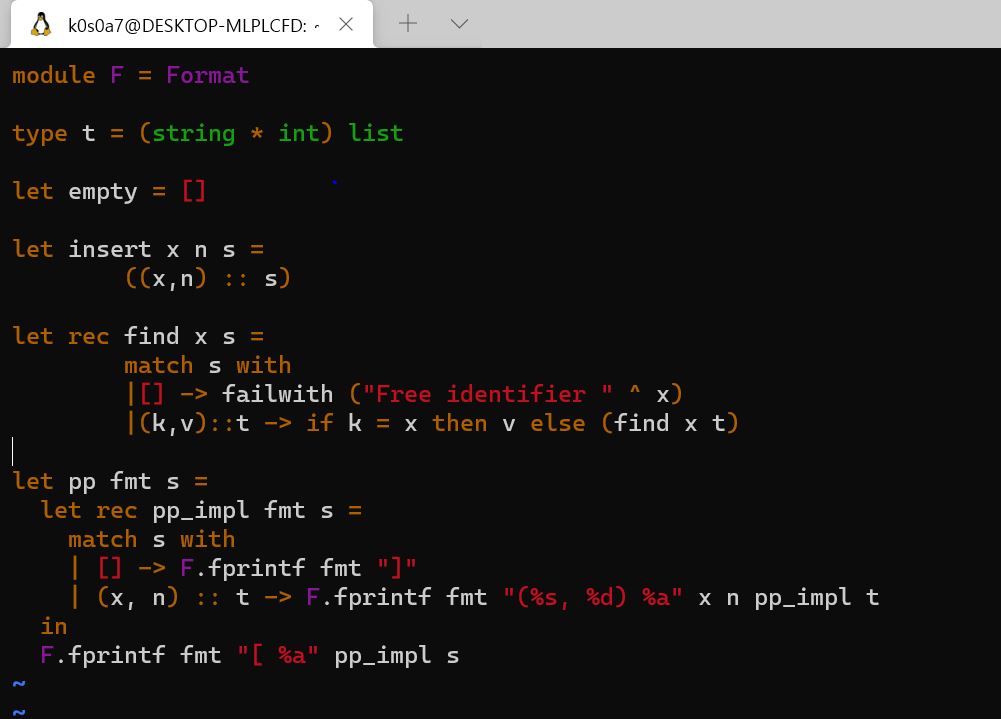 k0s0a7@DESKTOP-MLPLCFD: ~
module F = Format
type t = (string * int) list
let empty = []
let insert x n s =
        ((x,n) :: s)
let rec find x s =
        match s with
        |[] -> failwith ("Free identifier " ^ x)
        |(k,v)::t -> if k = x then v else (find x t)
let pp fmt s =
  let rec pp_impl fmt s =
    match s with
    | [] -> F.fprintf fmt "]"
    | (x, n) :: t -> F.fprintf fmt "(%s, %d) %a" x n pp_impl t
  in
  F.fprintf fmt "[ %a" pp_impl s
~
~